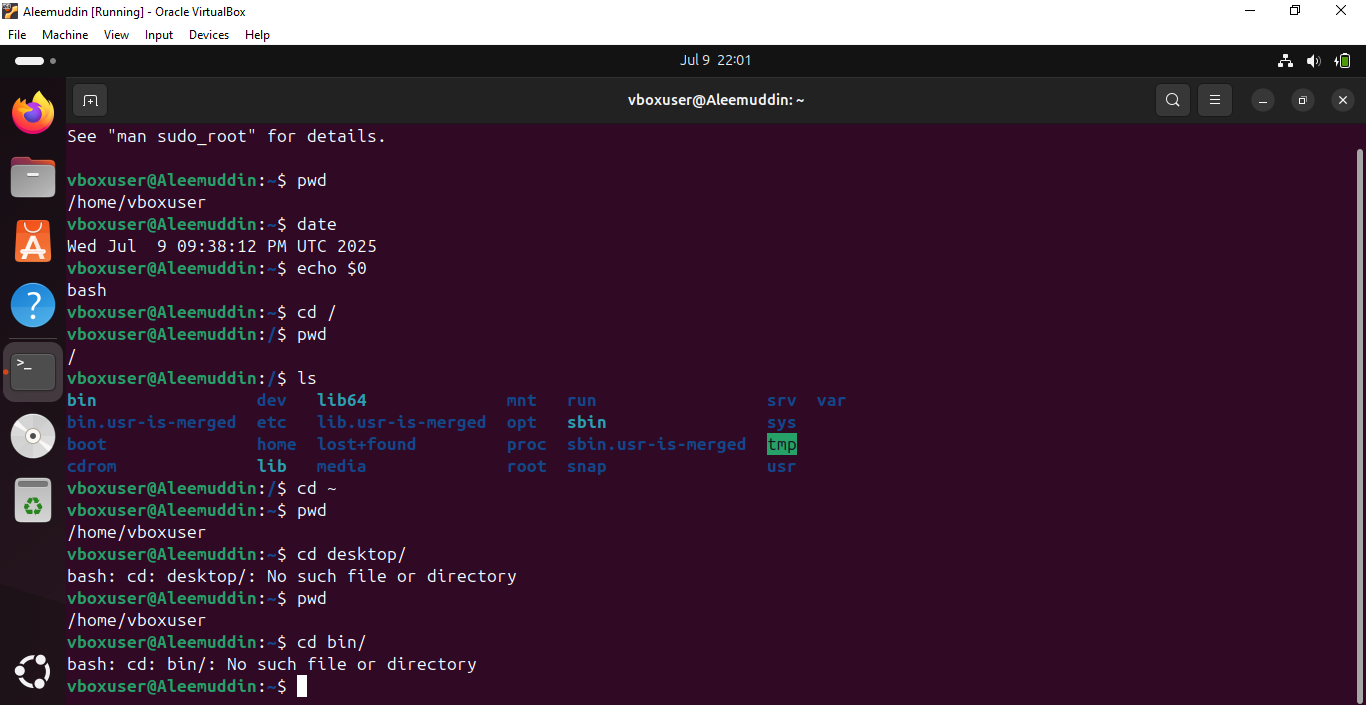 Aleemuddin [Running] - Oracle VirtualBox
File Machine View Input Devices Help
Jul 9 22:01
vboxuser@Aleemuddin: ~
See "man sudo_root" for details.
vboxuser@Aleemuddin:~$ pwd
/home/vboxuser
vboxuser@Aleemuddin:~$ date
Wed Jul  9 09:38:12 PM UTC 2025
vboxuser@Aleemuddin:~$ echo $0
bash
vboxuser@Aleemuddin:~$ cd /
vboxuser@Aleemuddin:/$ pwd
/
vboxuser@Aleemuddin:/$ ls
bin                dev   lib64              mnt   run                 srv  var
bin.usr-is-merged  etc   lib.usr-is-merged  opt   sbin                sys
boot               home  lost+found         proc  sbin.usr-is-merged  tmp
cdrom              lib   media              root  snap                usr
vboxuser@Aleemuddin:/$ cd ~
vboxuser@Aleemuddin:~$ pwd
/home/vboxuser
vboxuser@Aleemuddin:~$ cd desktop/
bash: cd: desktop/: No such file or directory
vboxuser@Aleemuddin:~$ pwd
/home/vboxuser
vboxuser@Aleemuddin:~$ cd bin/
bash: cd: bin/: No such file or directory
vboxuser@Aleemuddin:~$